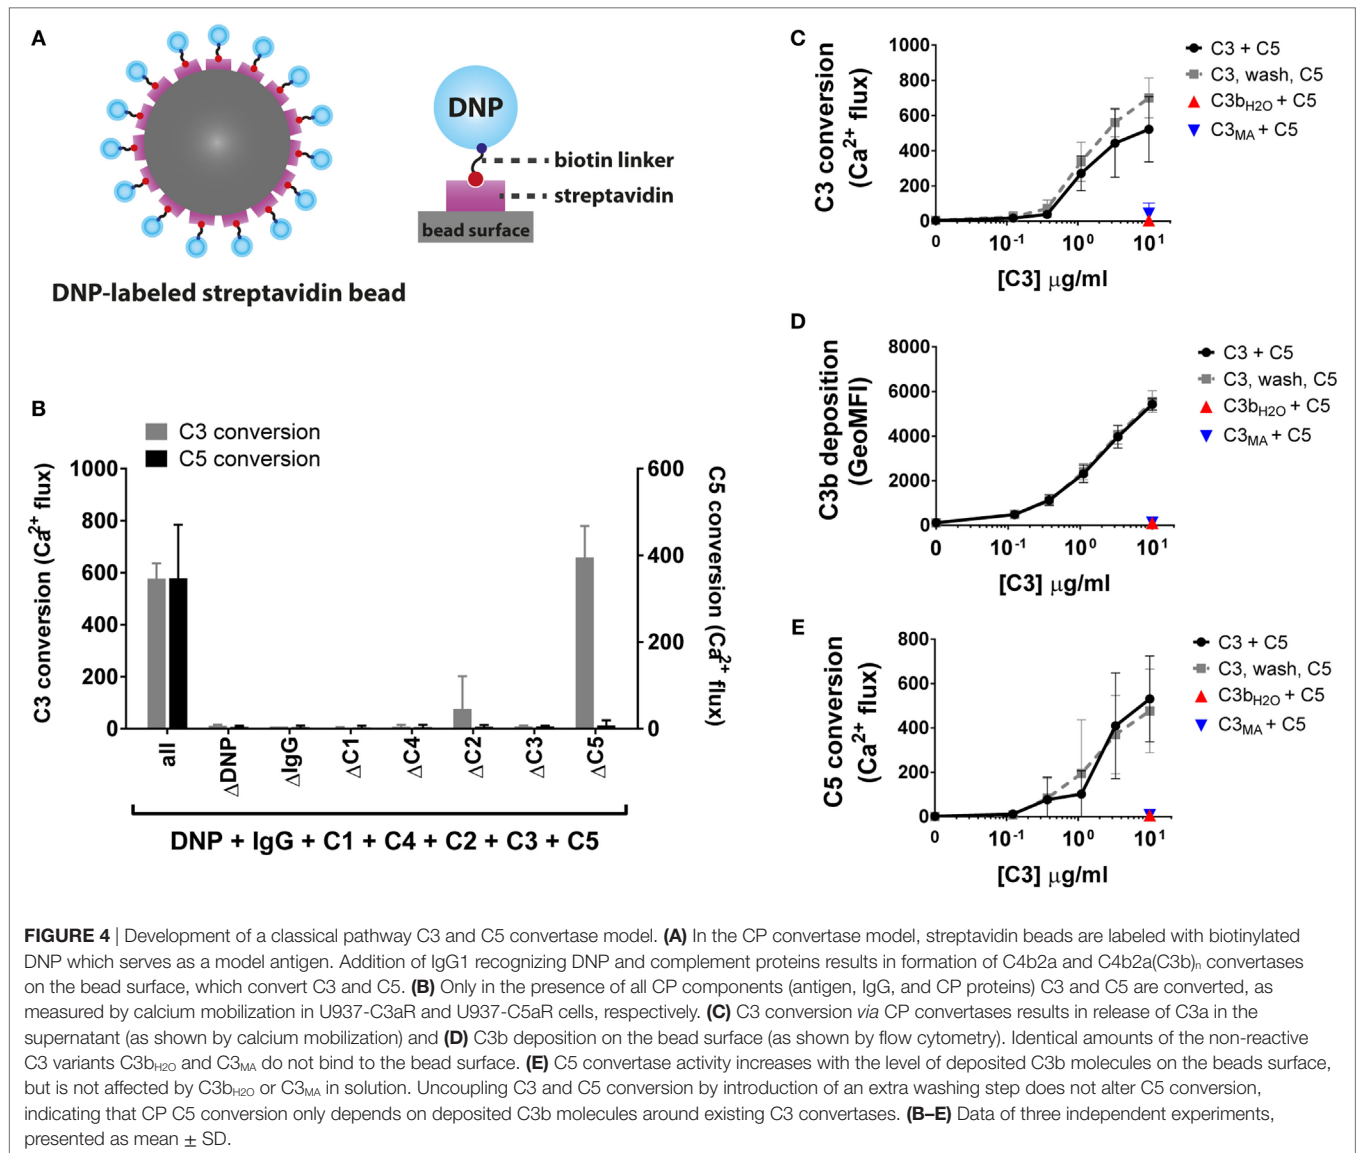 A
DNP
biotin linker
streptavidin
bead surface
DNP-labeled streptavidin bead
B
C3 conversion
C5 conversion
C3 conversion (Ca2+ flux)
1000
800
600
400
200
0
C5 conversion (Ca2+ flux)
600
400
200
0
all
ΔDNP
ΔIgG
ΔC1
ΔC4
ΔC2
ΔC3
ΔC5
DNP + IgG + C1 + C4 + C2 + C3 + C5
C
C3 conversion
(Ca2+ flux)
1000
800
600
400
200
0
0
10-1
100
101
[C3] μg/ml
C3 + C5
C3, wash, C5
C3bH2O + C5
C3MA + C5
D
C3b deposition
(GeoMFI)
8000
6000
4000
2000
0
0
10-1
100
101
[C3] μg/ml
C3 + C5
C3, wash, C5
C3bH2O + C5
C3MA + C5
E
C5 conversion
(Ca2+ flux)
800
600
400
200
0
0
10-1
100
101
[C3] μg/ml
C3 + C5
C3, wash, C5
C3bH2O + C5
C3MA + C5
FIGURE 4 | Development of a classical pathway C3 and C5 convertase model. (A) In the CP convertase model, streptavidin beads are labeled with biotinylated
DNP which serves as a model antigen. Addition of IgG1 recognizing DNP and complement proteins results in formation of C4b2a and C4b2a(C3b)n convertases
on the bead surface, which convert C3 and C5. (B) Only in the presence of all CP components (antigen, IgG, and CP proteins) C3 and C5 are converted, as
measured by calcium mobilization in U937-C3aR and U937-C5aR cells, respectively. (C) C3 conversion via CP convertases results in release of C3a in the
supernatant (as shown by calcium mobilization) and (D) C3b deposition on the bead surface (as shown by flow cytometry). Identical amounts of the non-reactive
C3 variants C3bH2O and C3MA do not bind to the bead surface. (E) C5 convertase activity increases with the level of deposited C3b molecules on the beads surface,
but is not affected by C3bH2O or C3MA in solution. Uncoupling C3 and C5 conversion by introduction of an extra washing step does not alter C5 conversion,
indicating that CP C5 conversion only depends on deposited C3b molecules around existing C3 convertases. (B–E) Data of three independent experiments,
presented as mean ± SD.